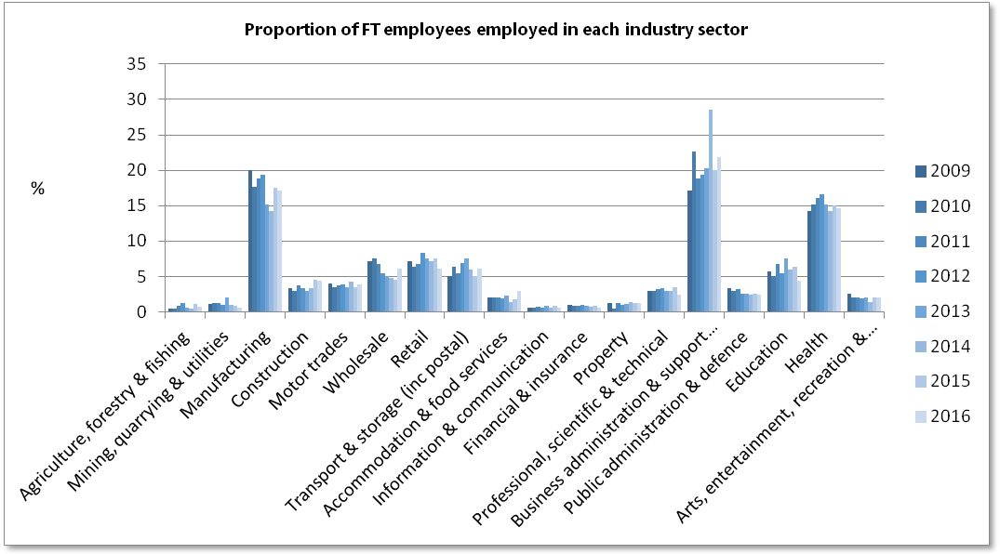 Proportion of FT employees employed in each industry sector
35
30
25
20
15
10
5
0
%
Agriculture, forestry & fishing
Mining, quarrying & utilities
Manufacturing
Construction
Motor trades
Wholesale
Retail
Transport & storage (inc postal)
Accommodation & food services
Information & communication
Financial & insurance
Property
Professional, scientific & technical
Business administration & support...
Public administration & defence
Education
Health
Arts, entertainment, recreation &...
2009
2010
2011
2012
2013
2014
2015
2016